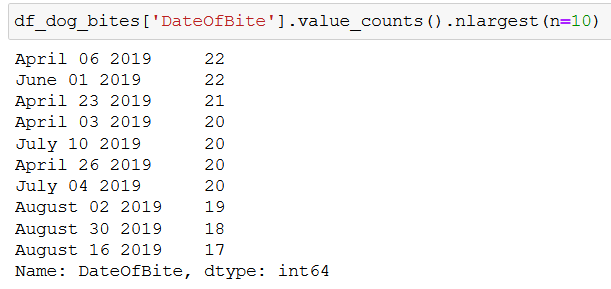 df_dog_bites['DateOfBite'].value_counts().nlargest(n=10)
April 06 2019 22
June 01 2019 22
April 23 2019 21
April 03 2019 20
July 10 2019 20
April 26 2019 20
July 04 2019 20
August 02 2019 19
August 30 2019 18
August 16 2019 17
Name: DateOfBite, dtype: int64